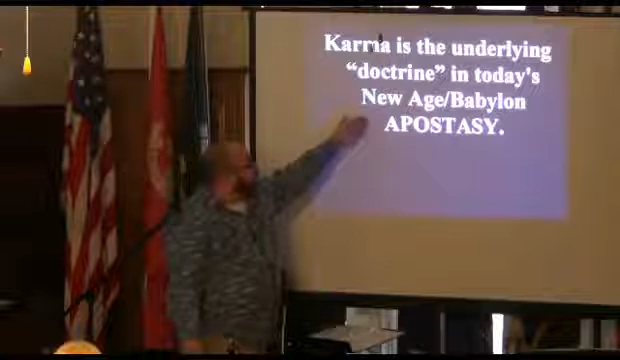 Karma is the underlying
“doctrine” in today's
New Age/Babylon
APOSTASY.